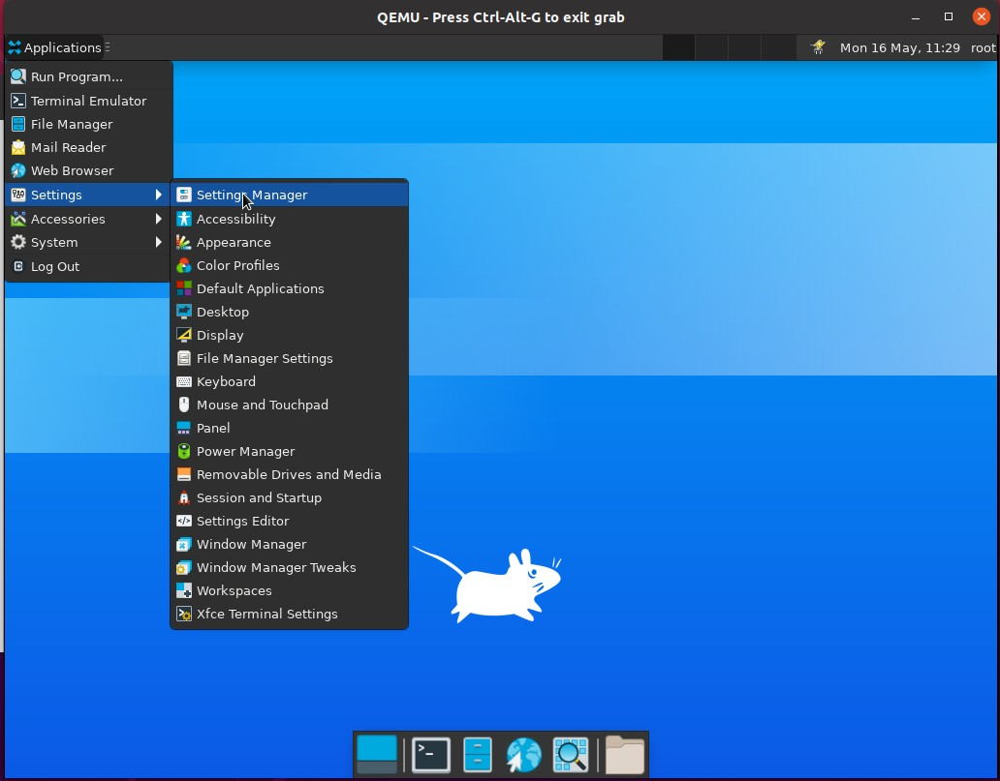 QEMU - Press Ctrl-Alt-G to exit grab
Applications
Mon 16 May, 11:29 root
Run Program...
Terminal Emulator
File Manager
Mail Reader
Web Browser
Settings
Accessories
System
Log Out
Settings Manager
Accessibility
Appearance
Color Profiles
Default Applications
Desktop
Display
File Manager Settings
Keyboard
Mouse and Touchpad
Panel
Power Manager
Removable Drives and Media
Session and Startup
Settings Editor
Window Manager
Window Manager Tweaks
Workspaces
Xfce Terminal Settings